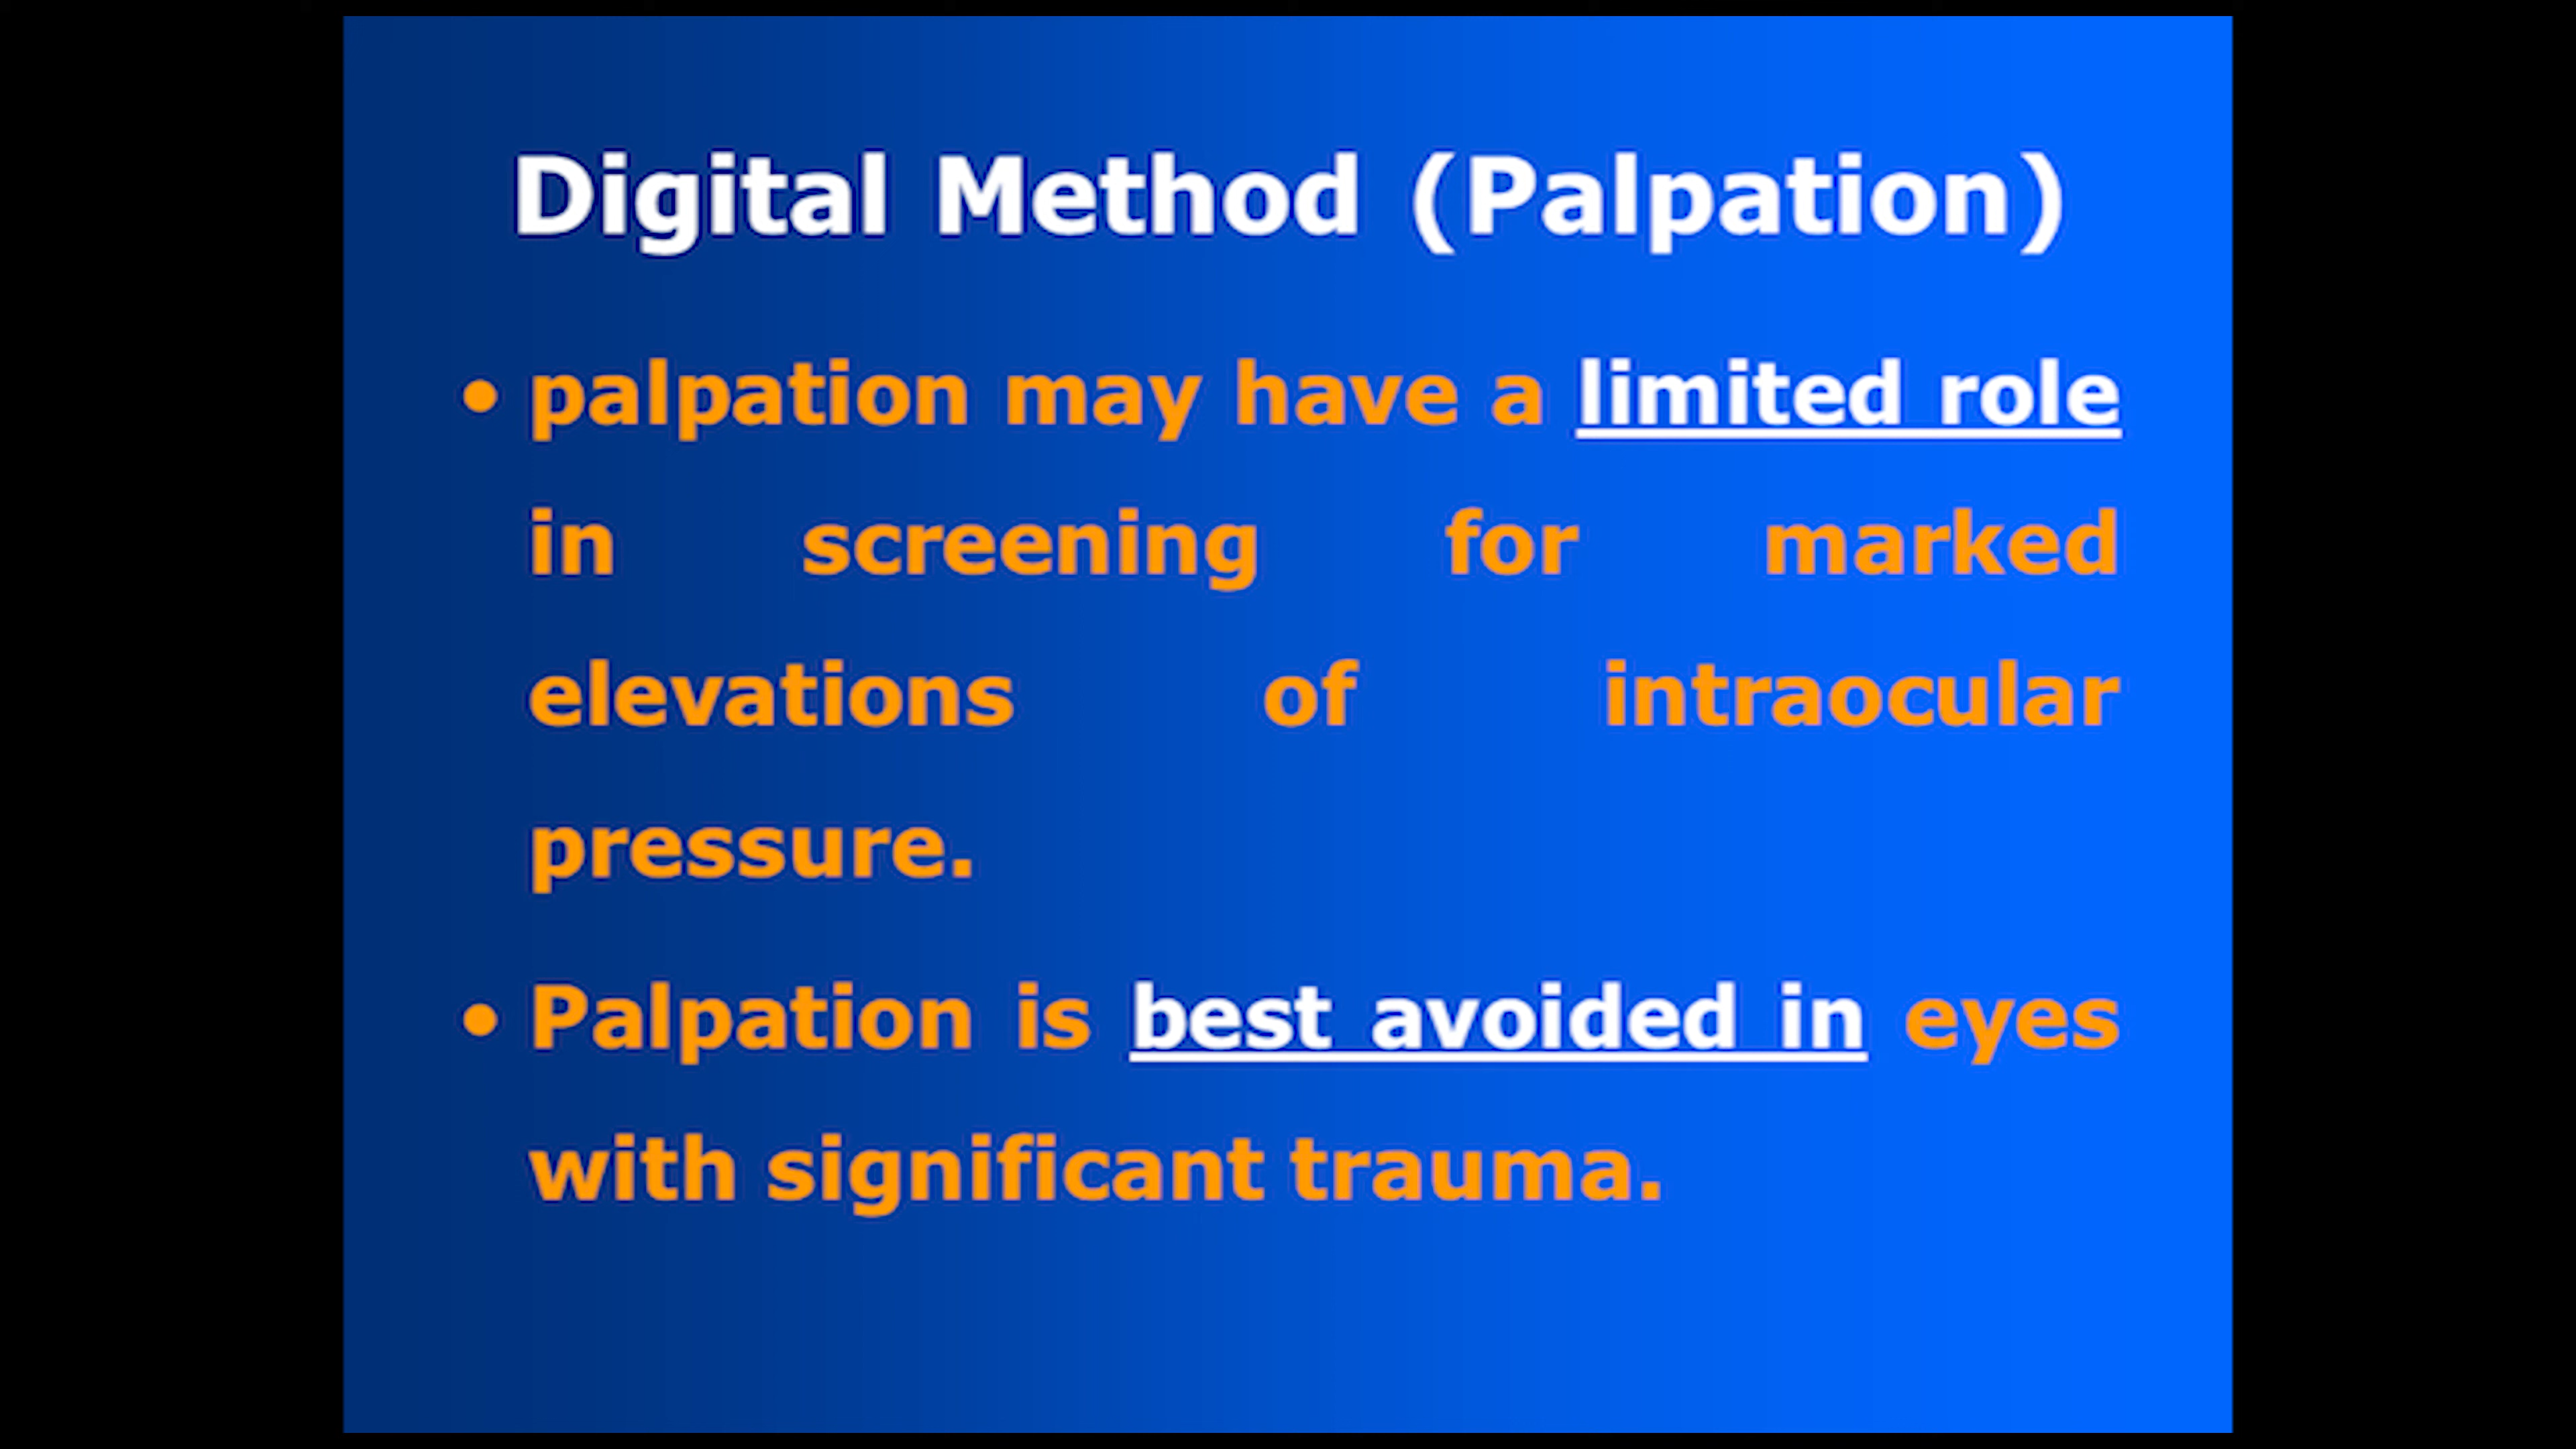 Digital Method (Palpation)
• palpation may have a limited role
in screening for marked
elevations of intraocular
pressure.
• Palpation is best avoided in eyes
with significant trauma.